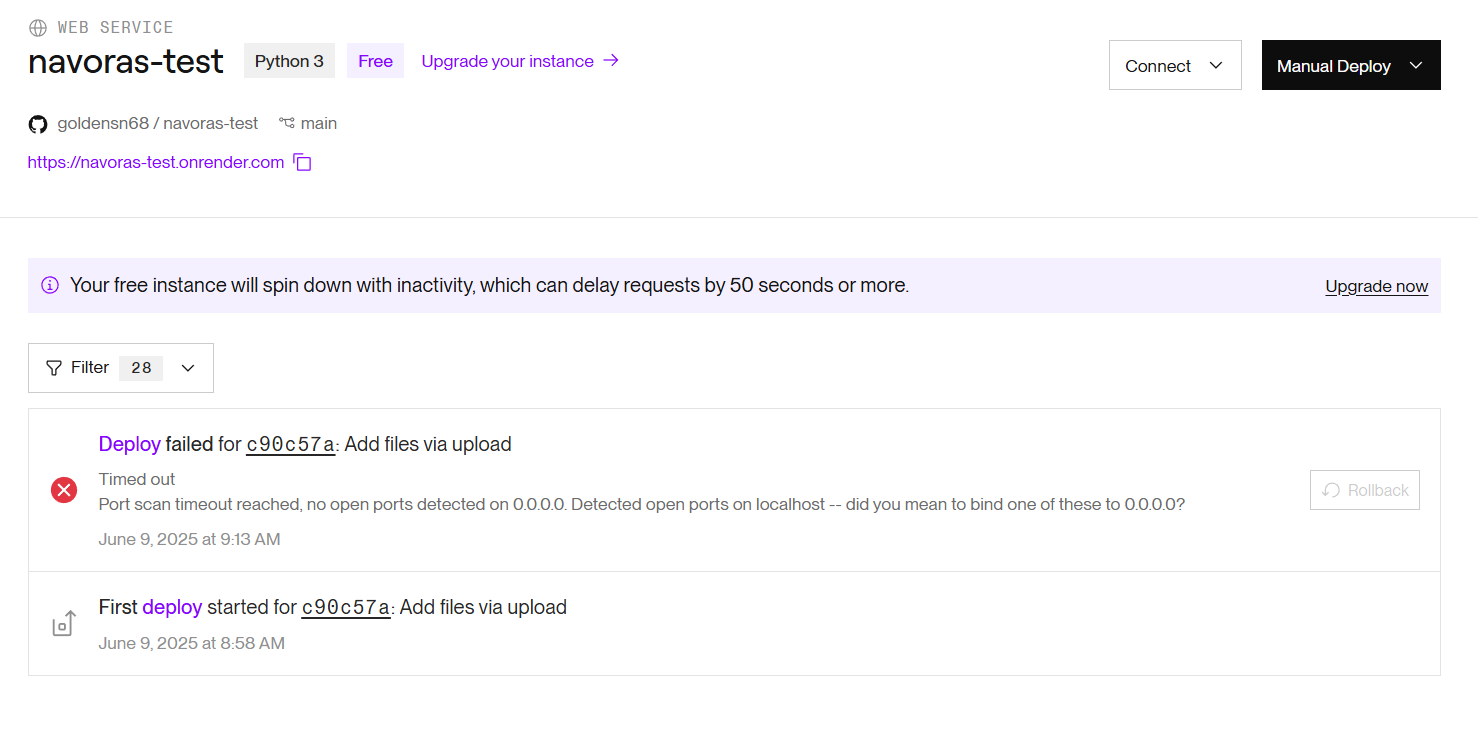 WEB SERVICE
navoras-test Python 3 Free Upgrade your instance → Connect Manual Deploy
goldensn68 / navoras-test main
https://navoras-test.onrender.com
Your free instance will spin down with inactivity, which can delay requests by 50 seconds or more. Upgrade now
Filter 28
Deploy failed for c90c57a: Add files via upload
Timed out
Port scan timeout reached, no open ports detected on 0.0.0.0. Detected open ports on localhost -- did you mean to bind one of these to 0.0.0.0?
Rollback
June 9, 2025 at 9:13 AM
First deploy started for c90c57a: Add files via upload
June 9, 2025 at 8:58 AM